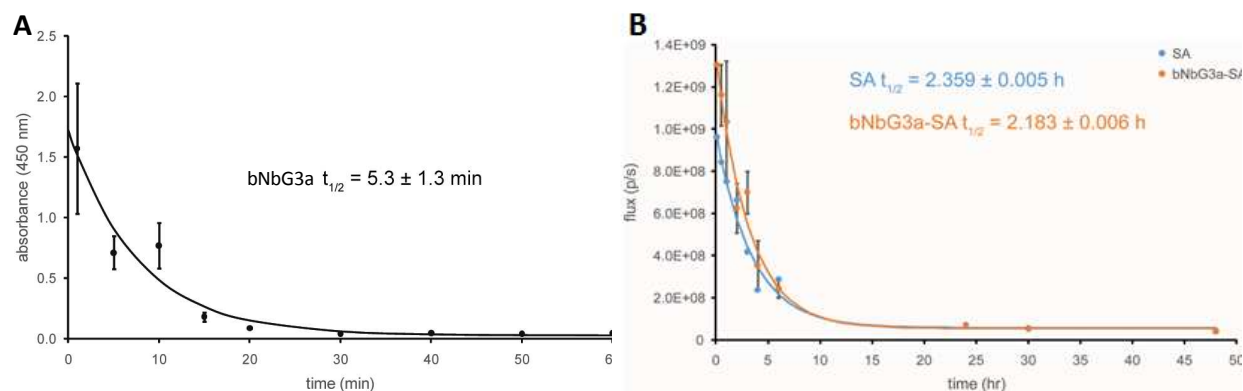 A
2.5
2.0
1.5
1.0
0.5
0.0
absorbance (450 nm)
bNbG3a t1/2 = 5.3 ± 1.3 min
0 10 20 30 40 50 60
time (min)
B
1.4E+09
1.2E+09
1.0E+09
8.0E+08
6.0E+08
4.0E+08
2.0E+08
0
flux (p/s)
SA
bNbG3a-SA
SA t1/2 = 2.359 ± 0.005 h
bNbG3a-SA t1/2 = 2.183 ± 0.006 h
0 5 10 15 20 25 30 35 40 45 50
time (hr)